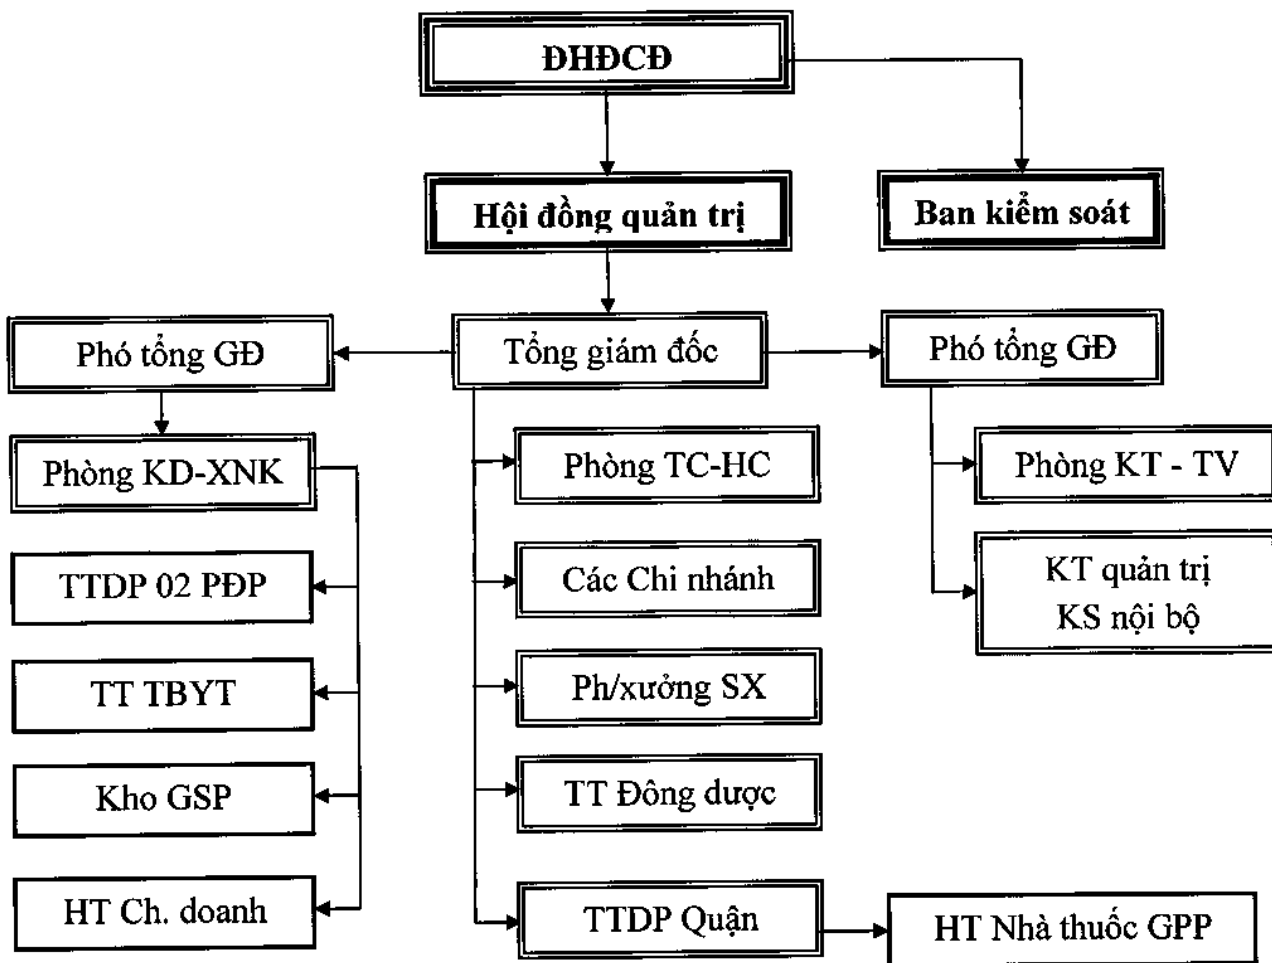 ĐHĐCĐ
Hội đồng quản trị
Ban kiểm soát
Phó tổng GĐ
Tổng giám đốc
Phó tổng GĐ
Phòng KD-XNK
Phòng TC-HC
Phòng KT - TV
TTDP 02 PĐP
Các Chi nhánh
KT quản trị
KS nội bộ
TT TBYT
Ph/xưởng SX
Kho GSP
TT Đông dược
HT Ch. doanh
TTDP Quận
HT Nhà thuốc GPP